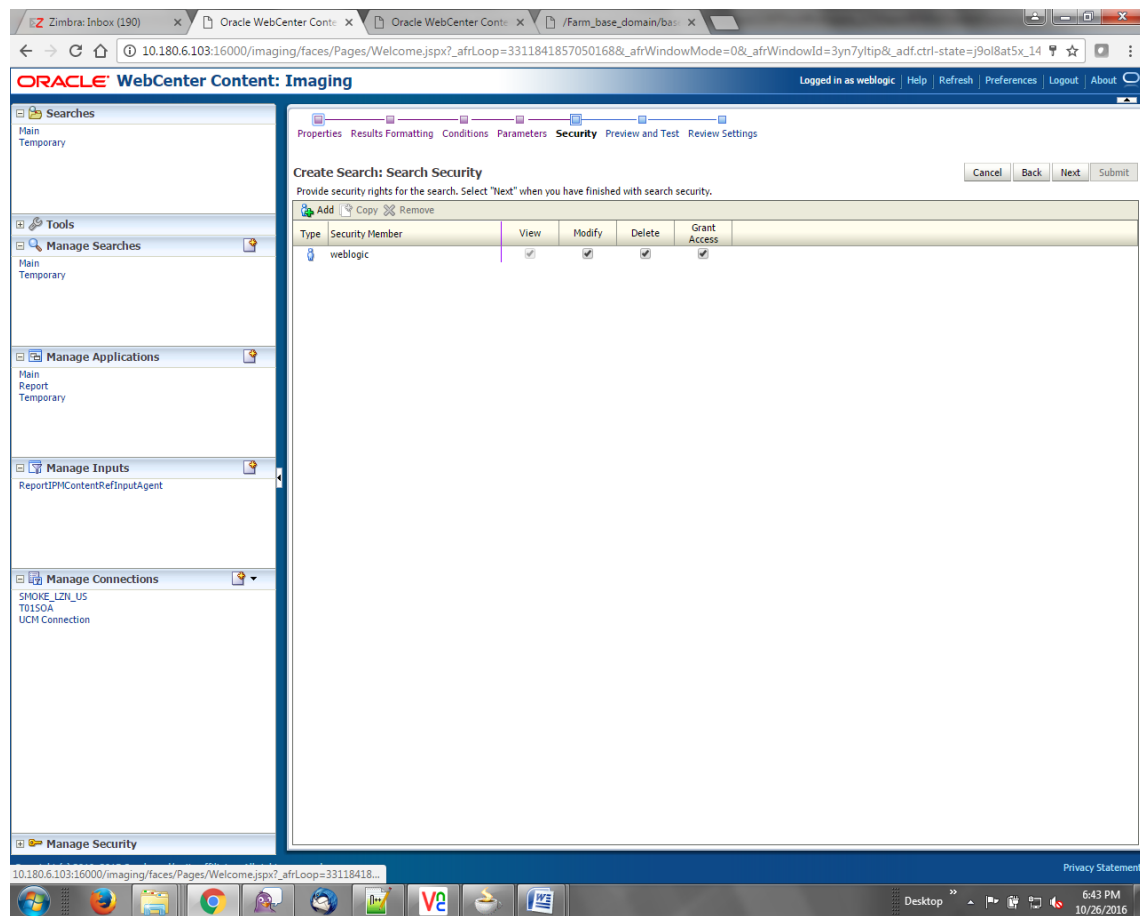 Zimbra: Inbox (190)
Oracle WebCenter Conte
Oracle WebCenter Conte
/Farm_base_domain/bas
10.180.6.103:16000/imaging/faces/Pages/Welcome.jspx?_afrLoop=3311841857050168&_afrWindowMode=0&_afrWindowId=3yn7yltip&_adf.ctrl-state=j9ol8at5x_14
ORACLE WebCenter Content: Imaging
Logged in as weblogic Help Refresh Preferences Logout About
Searches
Main
Temporary
Tools
Manage Searches
Main
Temporary
Manage Applications
Main
Report
Temporary
Manage Inputs
ReportIPMContentRefInputAgent
Manage Connections
SMOKE_LZN_US
T01SOA
UCM Connection
Manage Security
Properties Results Formatting Conditions Parameters Security Preview and Test Review Settings
Create Search: Search Security
Cancel Back Next Submit
Provide security rights for the search. Select "Next" when you have finished with search security.
Add Copy Remove
Type Security Member View Modify Delete Grant Access
weblogic
Privacy Statement
10.180.6.103:16000/imaging/faces/Pages/Welcome.jspx?_afrLoop=33118418...
Desktop
6:43 PM
10/26/2016